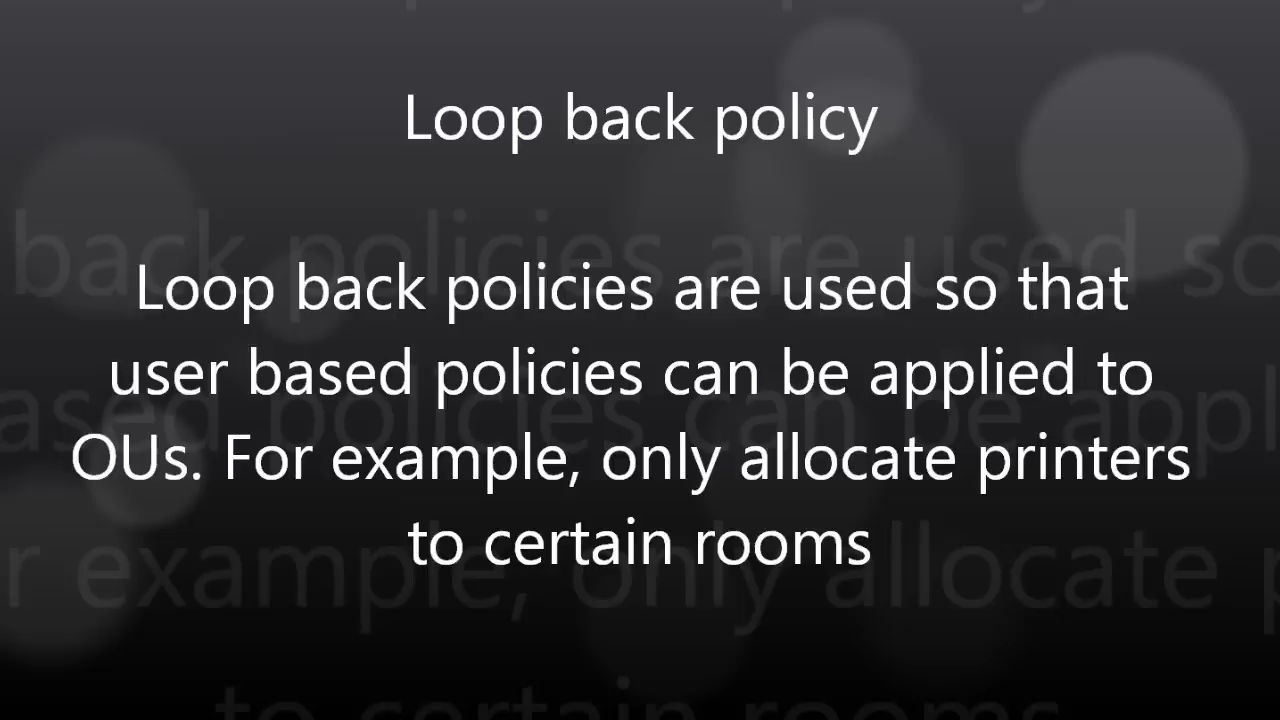 Loop back policy
Loop back policies are used so that
user based policies can be applied to
OUs. For example, only allocate printers
to certain rooms